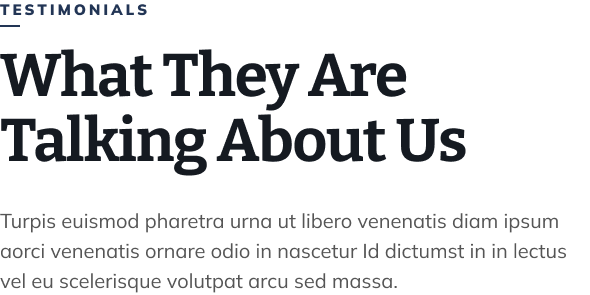 TESTIMONIALS
What They Are
Talking About Us
Turpis euismod pharetra urna ut libero venenatis diam ipsum
aorci venenatis ornare odio in nascetur Id dictumst in in lectus
vel eu scelerisque volutpat arcu sed massa.